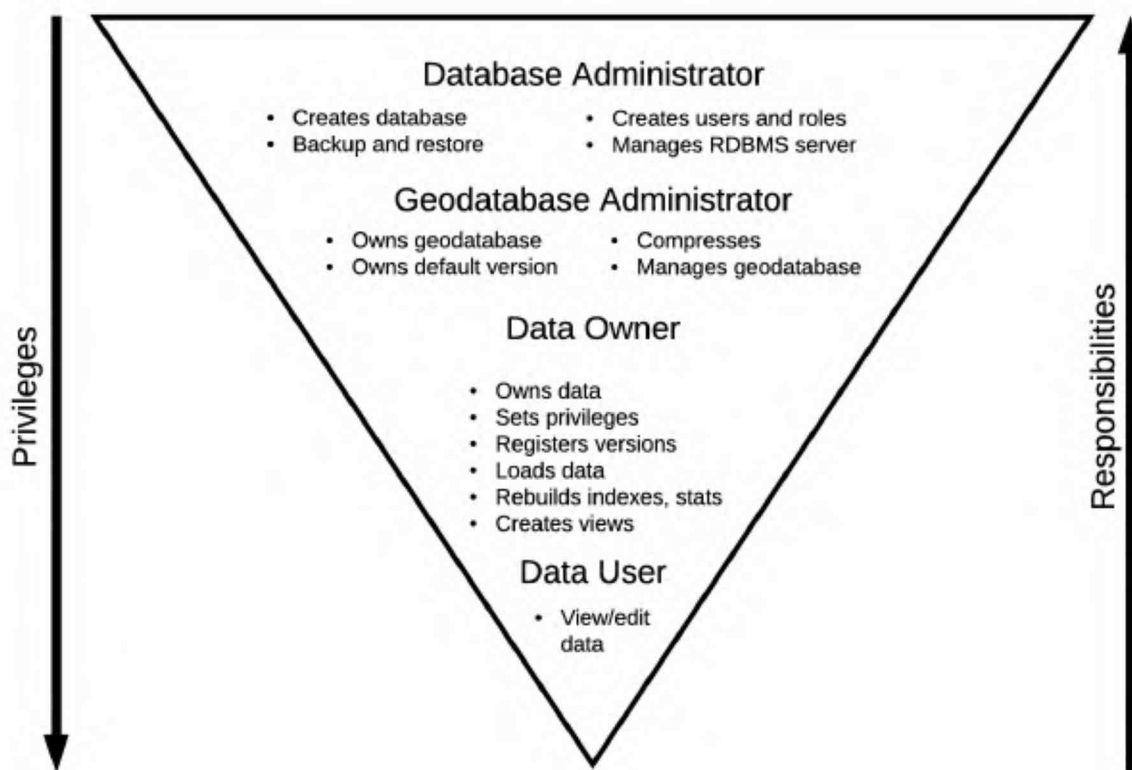 Database Administrator
• Creates database
• Backup and restore
• Creates users and roles
• Manages RDBMS server
Geodatabase Administrator
• Owns geodatabase
• Owns default version
• Compresses
• Manages geodatabase
Data Owner
• Owns data
• Sets privileges
• Registers versions
• Loads data
• Rebuilds indexes, stats
• Creates views
Data User
• View/edit
data
Privileges
Responsibilities